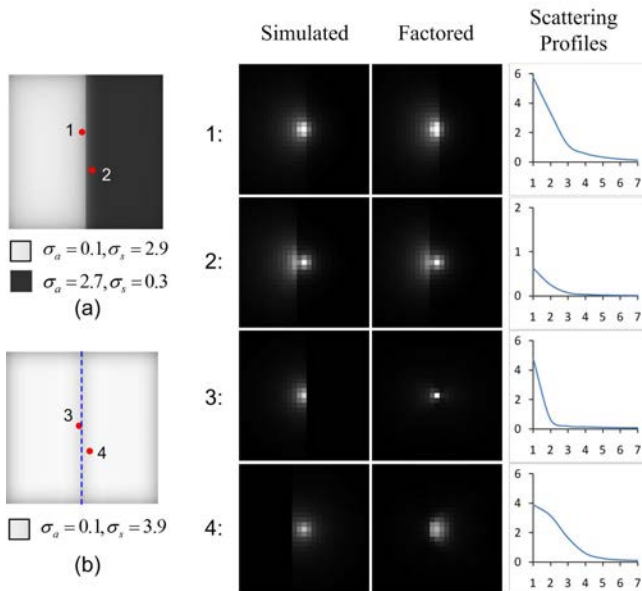 Simulated
Factored
Scattering
Profiles
1
2
σₐ = 0.1, σₛ = 2.9
σₐ = 2.7, σₛ = 0.3
(a)
3
4
σₐ = 0.1, σₛ = 3.9
(b)
1:
6
4
2
0
1 2 3 4 5 6 7
2:
2
1
0
1 2 3 4 5 6 7
3:
6
4
2
0
1 2 3 4 5 6 7
4:
6
4
2
0
1 2 3 4 5 6 7